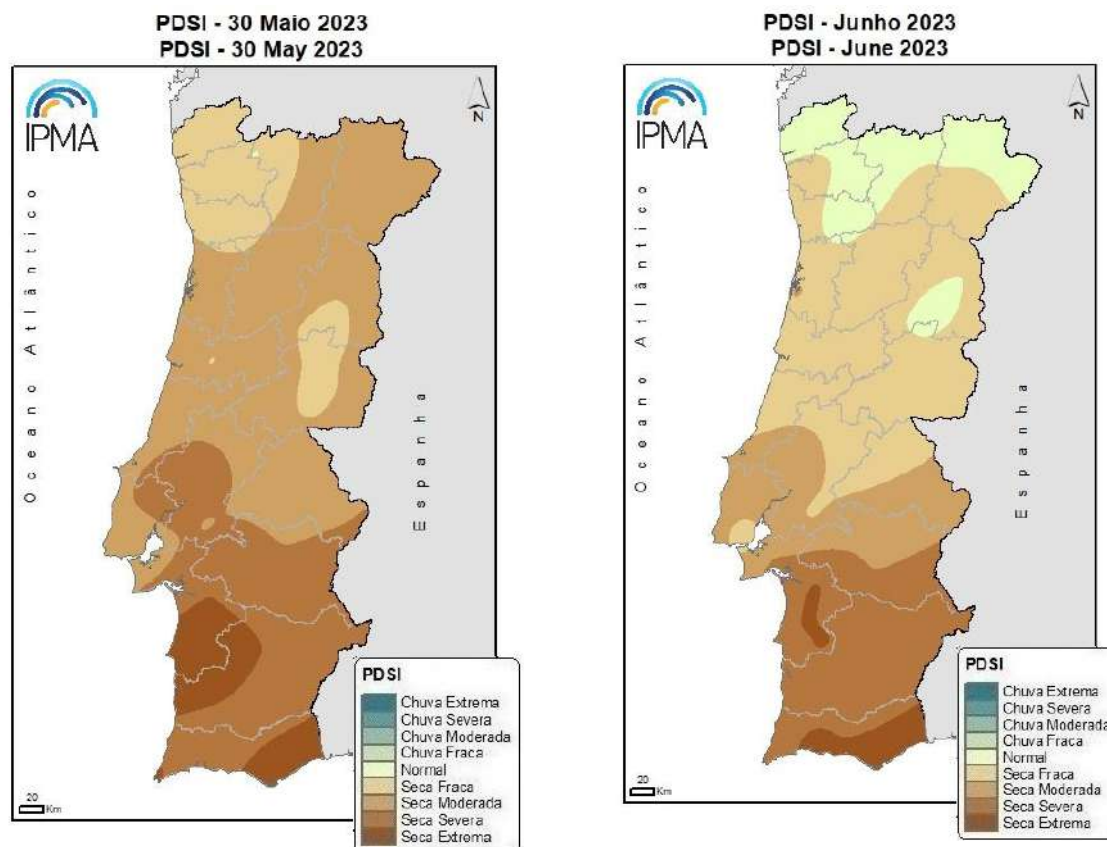 PDSI - 30 Maio 2023
PDSI - 30 May 2023
IPMA
N
Oceano Atlântico
Espanha
PDSI
Chuva Extrema
Chuva Severa
Chuva Moderada
Chuva Fraca
Normal
Seca Fraca
Seca Moderada
Seca Severa
Seca Extrema
20
Km
PDSI - Junho 2023
PDSI - June 2023
IPMA
N
Oceano Atlântico
Espanha
PDSI
Chuva Extrema
Chuva Severa
Chuva Moderada
Chuva Fraca
Normal
Seca Fraca
Seca Moderada
Seca Severa
Seca Extrema
20
Km